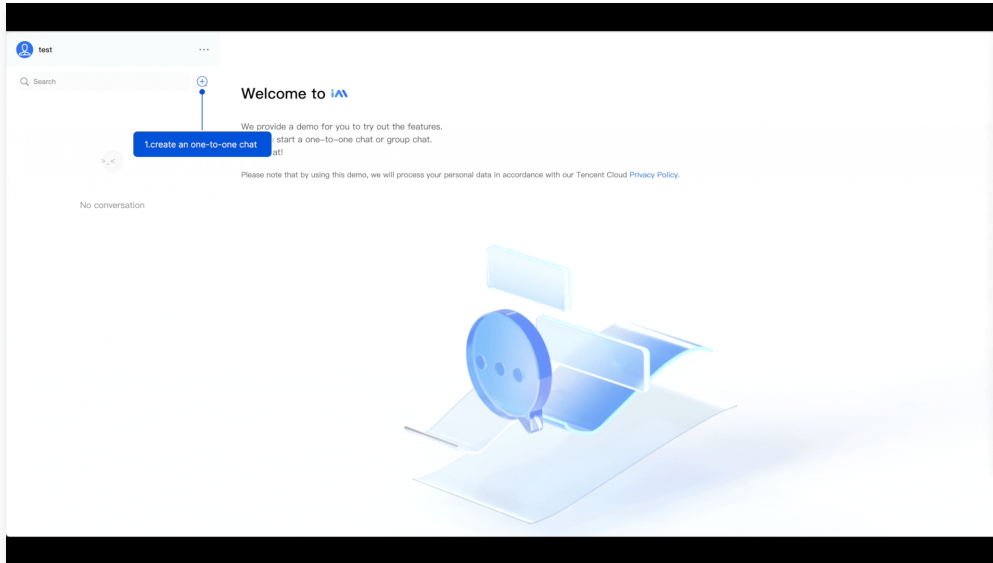 test
...
Search
Welcome to im
We provide a demo for you to try out the features.
start a one-to-one chat or group chat.
1.create an one-to-one chat
at!
>_<
Please note that by using this demo, we will process your personal data in accordance with our Tencent Cloud Privacy Policy.
No conversation